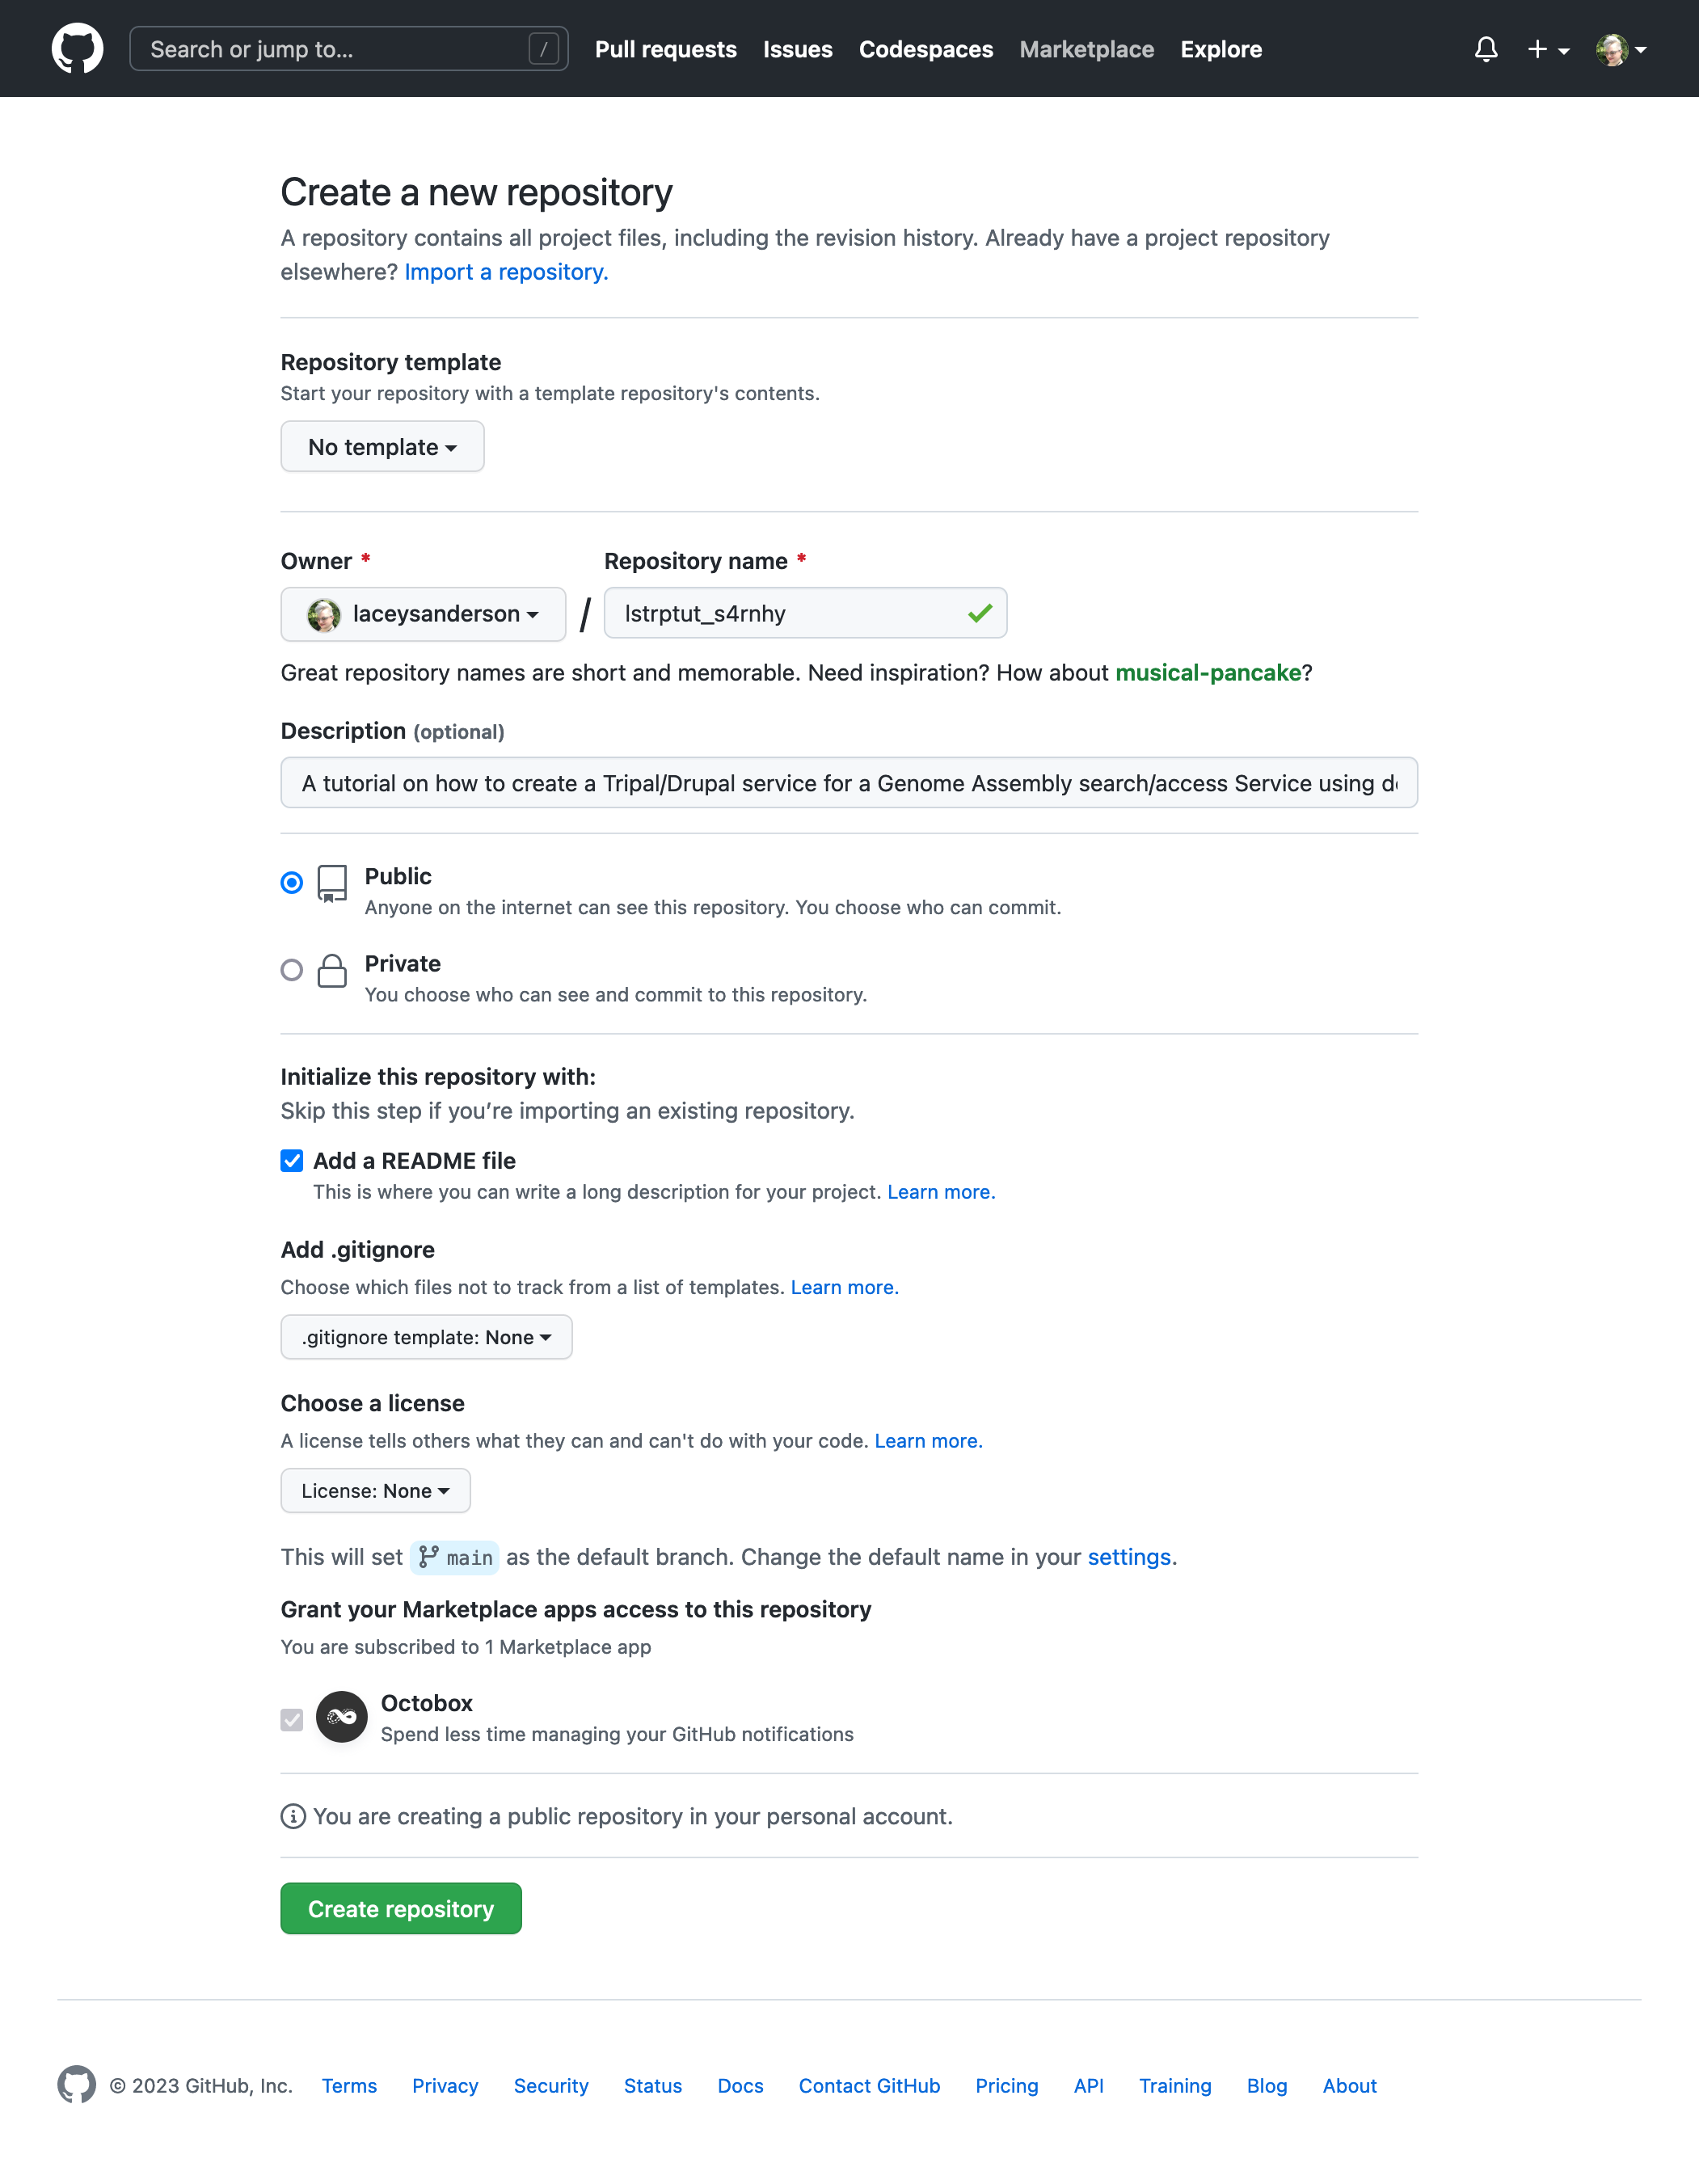 Search or jump to... /
Pull requests Issues Codespaces Marketplace Explore
Create a new repository
A repository contains all project files, including the revision history. Already have a project repository
elsewhere? Import a repository.
Repository template
Start your repository with a template repository's contents.
No template
Owner * Repository name *
laceysanderson / lstrptut_s4rnhy
Great repository names are short and memorable. Need inspiration? How about musical-pancake?
Description (optional)
A tutorial on how to create a Tripal/Drupal service for a Genome Assembly search/access Service using
Public
Anyone on the internet can see this repository. You choose who can commit.
Private
You choose who can see and commit to this repository.
Initialize this repository with:
Skip this step if you’re importing an existing repository.
Add a README file
This is where you can write a long description for your project. Learn more.
Add .gitignore
Choose which files not to track from a list of templates. Learn more.
.gitignore template: None
Choose a license
A license tells others what they can and can't do with your code. Learn more.
License: None
This will set main as the default branch. Change the default name in your settings.
Grant your Marketplace apps access to this repository
You are subscribed to 1 Marketplace app
Octobox
Spend less time managing your GitHub notifications
You are creating a public repository in your personal account.
Create repository
© 2023 GitHub, Inc. Terms Privacy Security Status Docs Contact GitHub Pricing API Training Blog About